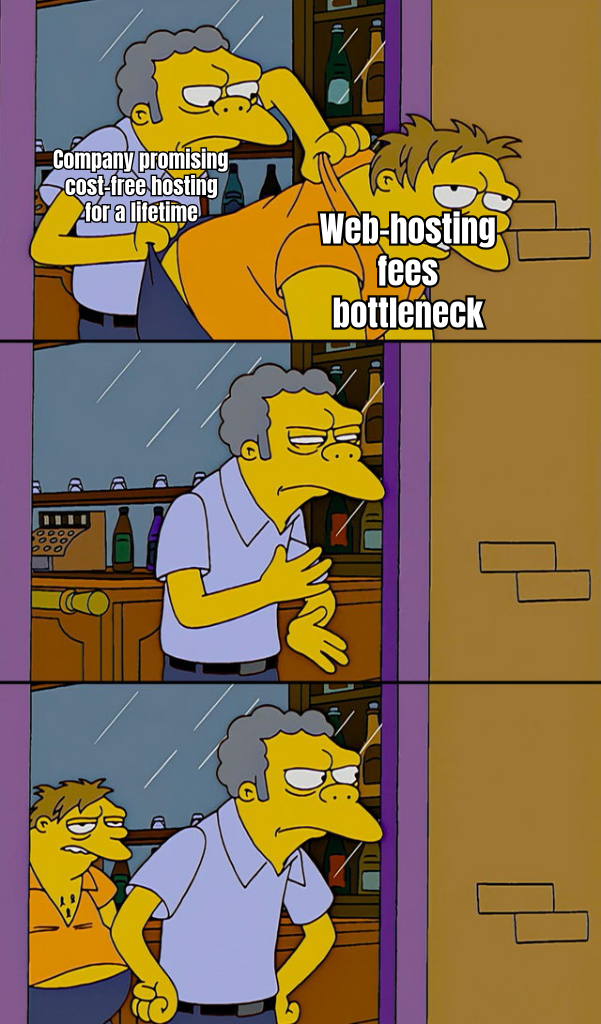 Company promising
cost-free hosting
for a lifetime
Web-hosting
fees
bottleneck